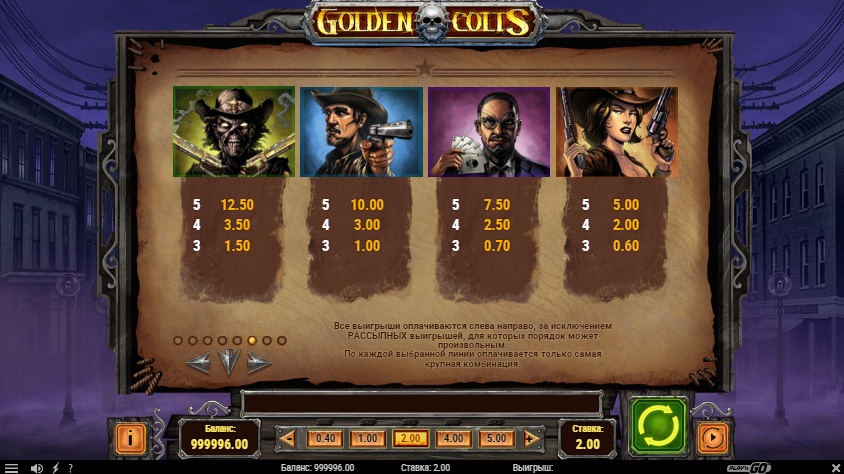 GOLDEN COLTS
5 12.50 5 10.00 5 7.50 5 5.00
4 3.50 4 3.00 4 2.50 4 2.00
3 1.50 3 1.00 3 0.70 3 0.60
Все выигрыши оплачиваются слева направо, за исключением
РАССЫПНЫХ выигрышей, для которых порядок может
быть произвольным.
По каждой выбранной линии оплачивается только самая
крупная комбинация.
Баланс: Ставка:
999996.00 0.40 1.00 2.00 4.00 5.00 2.00
Баланс: 999996.00 Ставка: 2.00 Выигрыш: PLAY'N GO